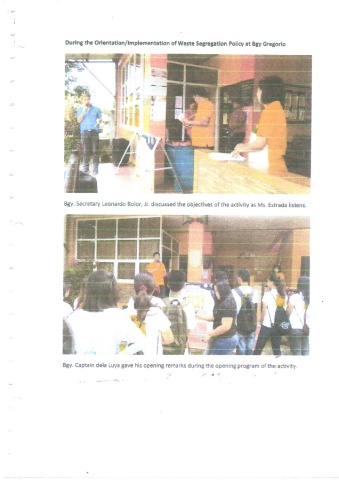 During the Orientation/Implementation of Waste Segregation Policy at Bgy Gregorio
Bgy. Secretary Leonardo Bolor, Jr. discussed the objectives of the activity as Ms. Estrada listens.
Bgy. Captain dela Luya gave his opening remarks during the opening program of the activity.